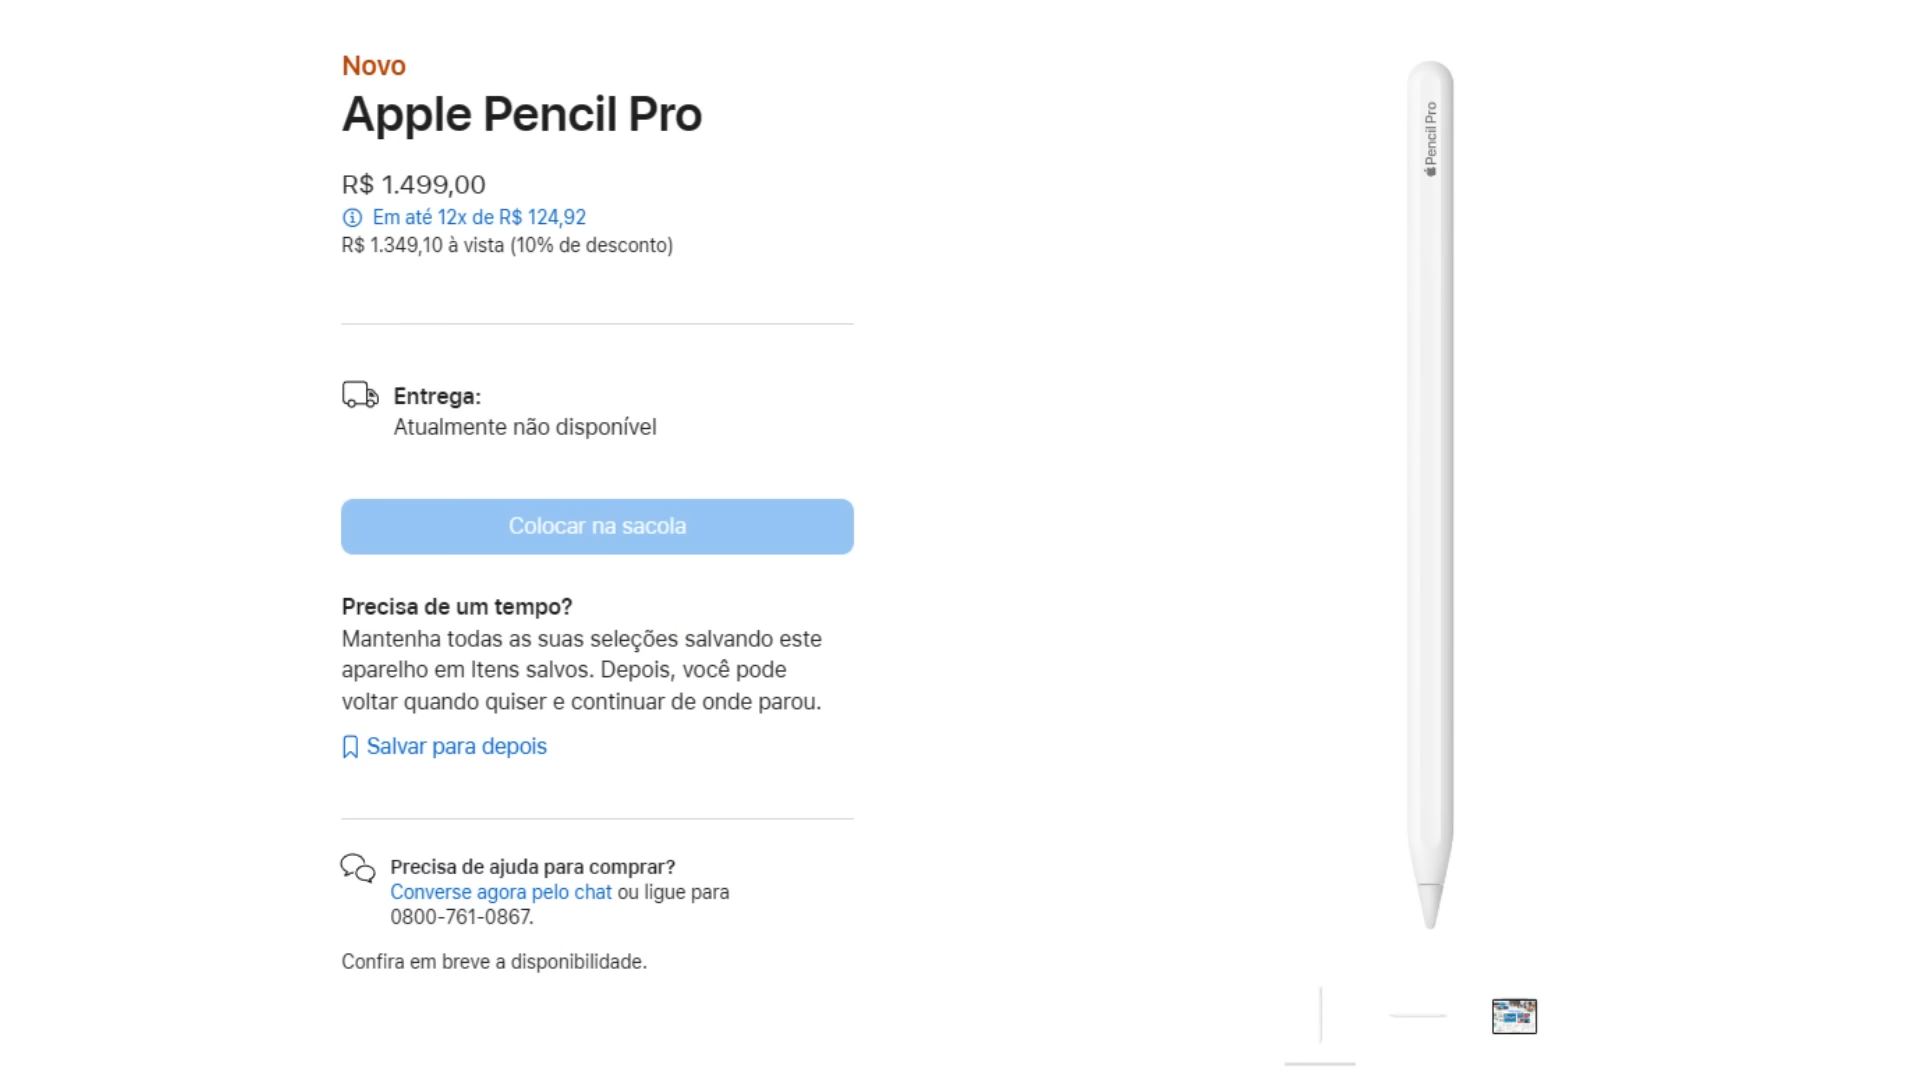 Novo
Apple Pencil Pro
R$ 1.499,00
Em até 12x de R$ 124,92
R$ 1.349,10 à vista (10% de desconto)
Entrega:
Atualmente não disponível
Colocar na sacola
Precisa de um tempo?
Mantenha todas as suas seleções salvando este
aparelho em Itens salvos. Depois, você pode
voltar quando quiser e continuar de onde parou.
Salvar para depois
Precisa de ajuda para comprar?
Converse agora pelo chat ou ligue para
0800-761-0867.
Confira em breve a disponibilidade.
Pencil Pro